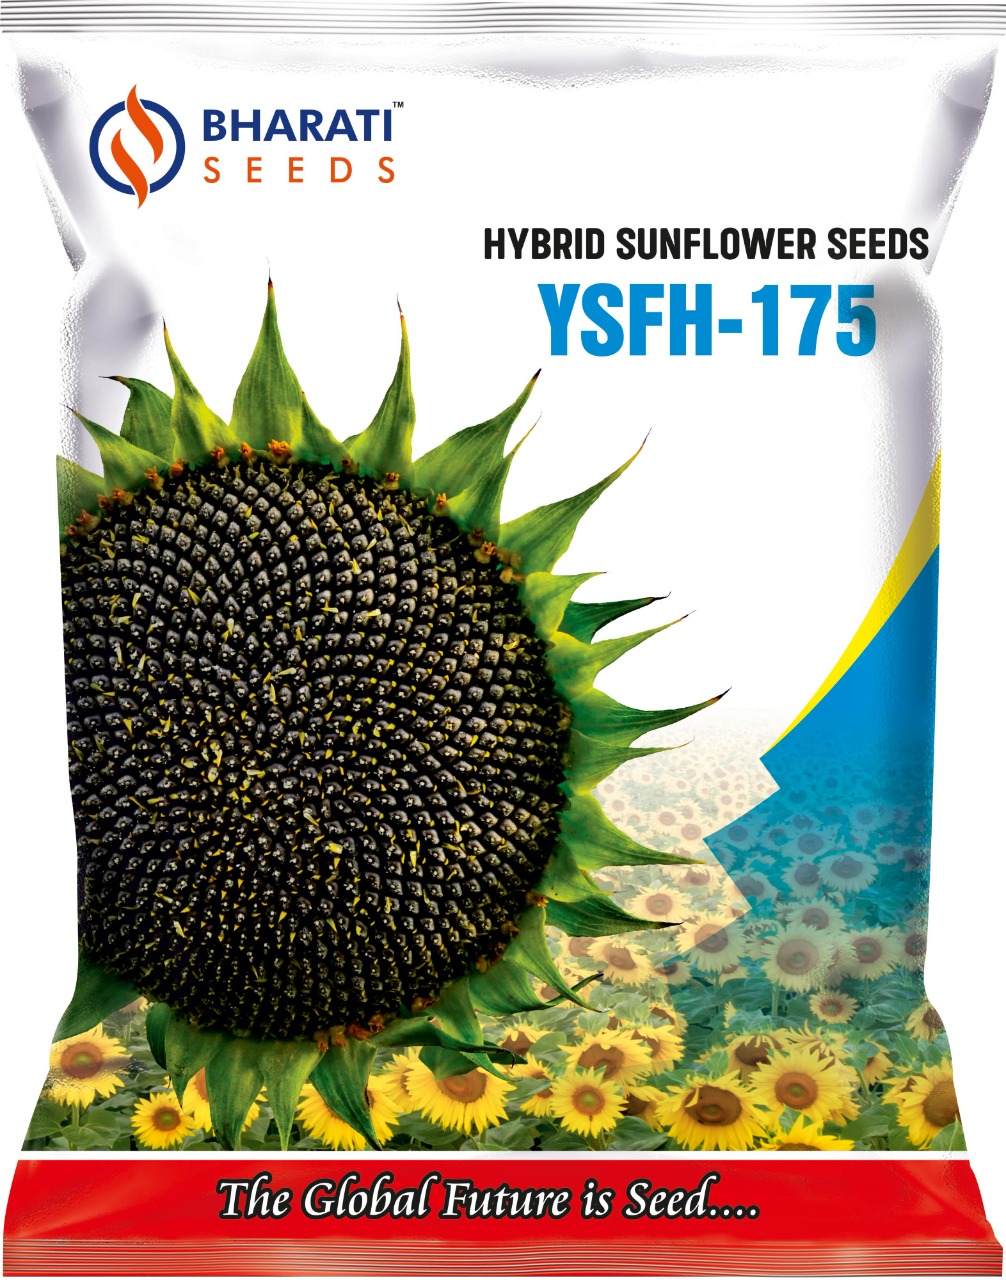 BHARATI™
SEEDS
HYBRID SUNFLOWER SEEDS
YSFH-175
The Global Future is Seed....